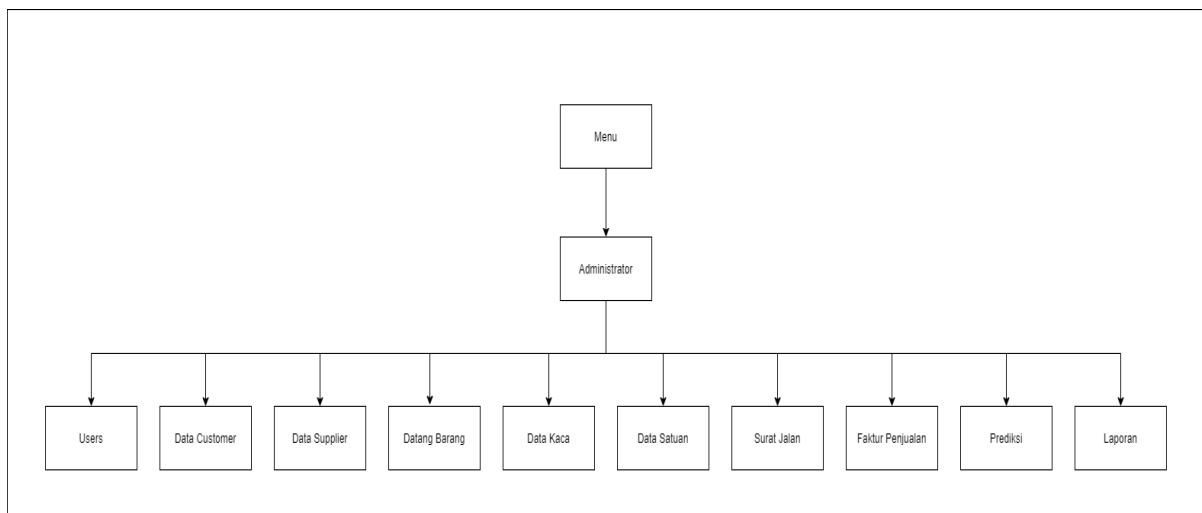 Menu
Administrator
Users
Data Customer
Data Supplier
Datang Barang
Data Kaca
Data Satuan
Surat Jalan
Faktur Penjualan
Prediksi
Laporan